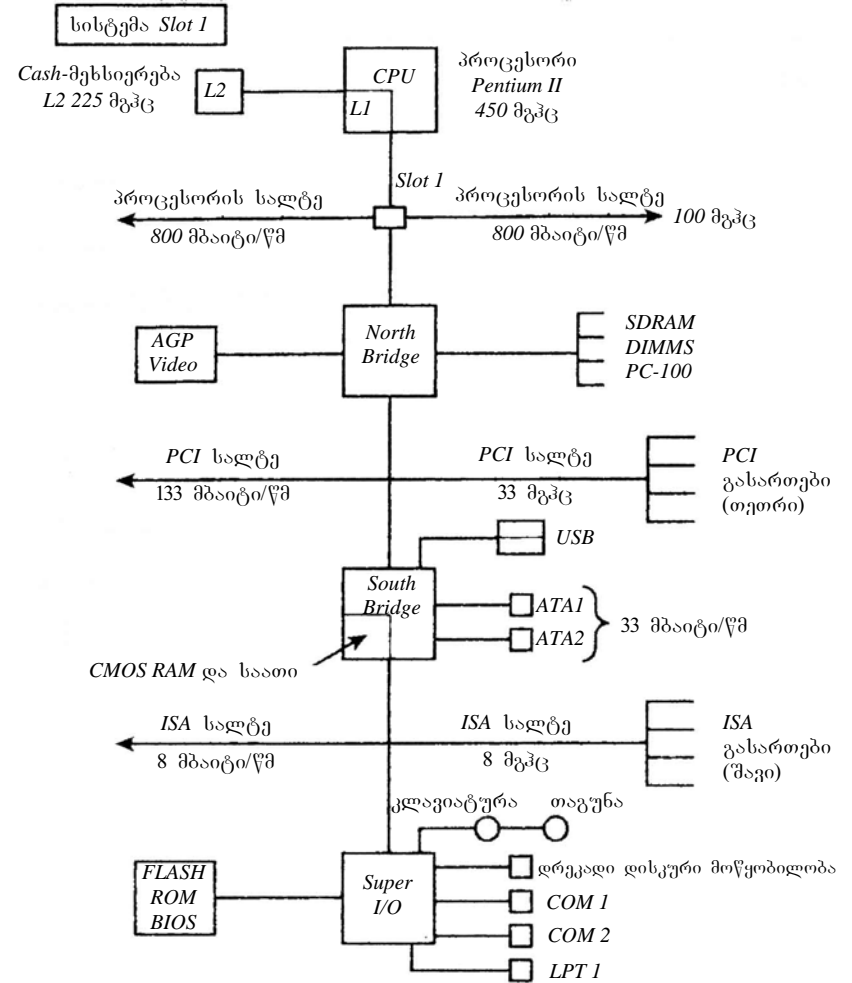 სისტემა Slot 1
Cash-მეხსიერება
L2 225 მგჰც
L2
CPU
L1
პროცესორი
Pentium II
450 მგჰც
Slot 1
პროცესორის სალტე
800 მბაიტი/წმ
პროცესორის სალტე
800 მბაიტი/წმ
100 მგჰც
AGP
Video
North
Bridge
SDRAM
DIMMS
PC-100
PCI სალტე
133 მბაიტი/წმ
PCI სალტე
33 მგჰც
PCI
გასართები
(თეთრი)
USB
South
Bridge
ATA1
ATA2
33 მბაიტი/წმ
CMOS RAM და საათი
ISA სალტე
8 მბაიტი/წმ
ISA სალტე
8 მგჰც
ISA
გასართები
(შავი)
კლავიატურა თაგუნა
FLASH
ROM
BIOS
Super
I/O
დრეკადი დისკური მოწყობილობა
COM 1
COM 2
LPT 1